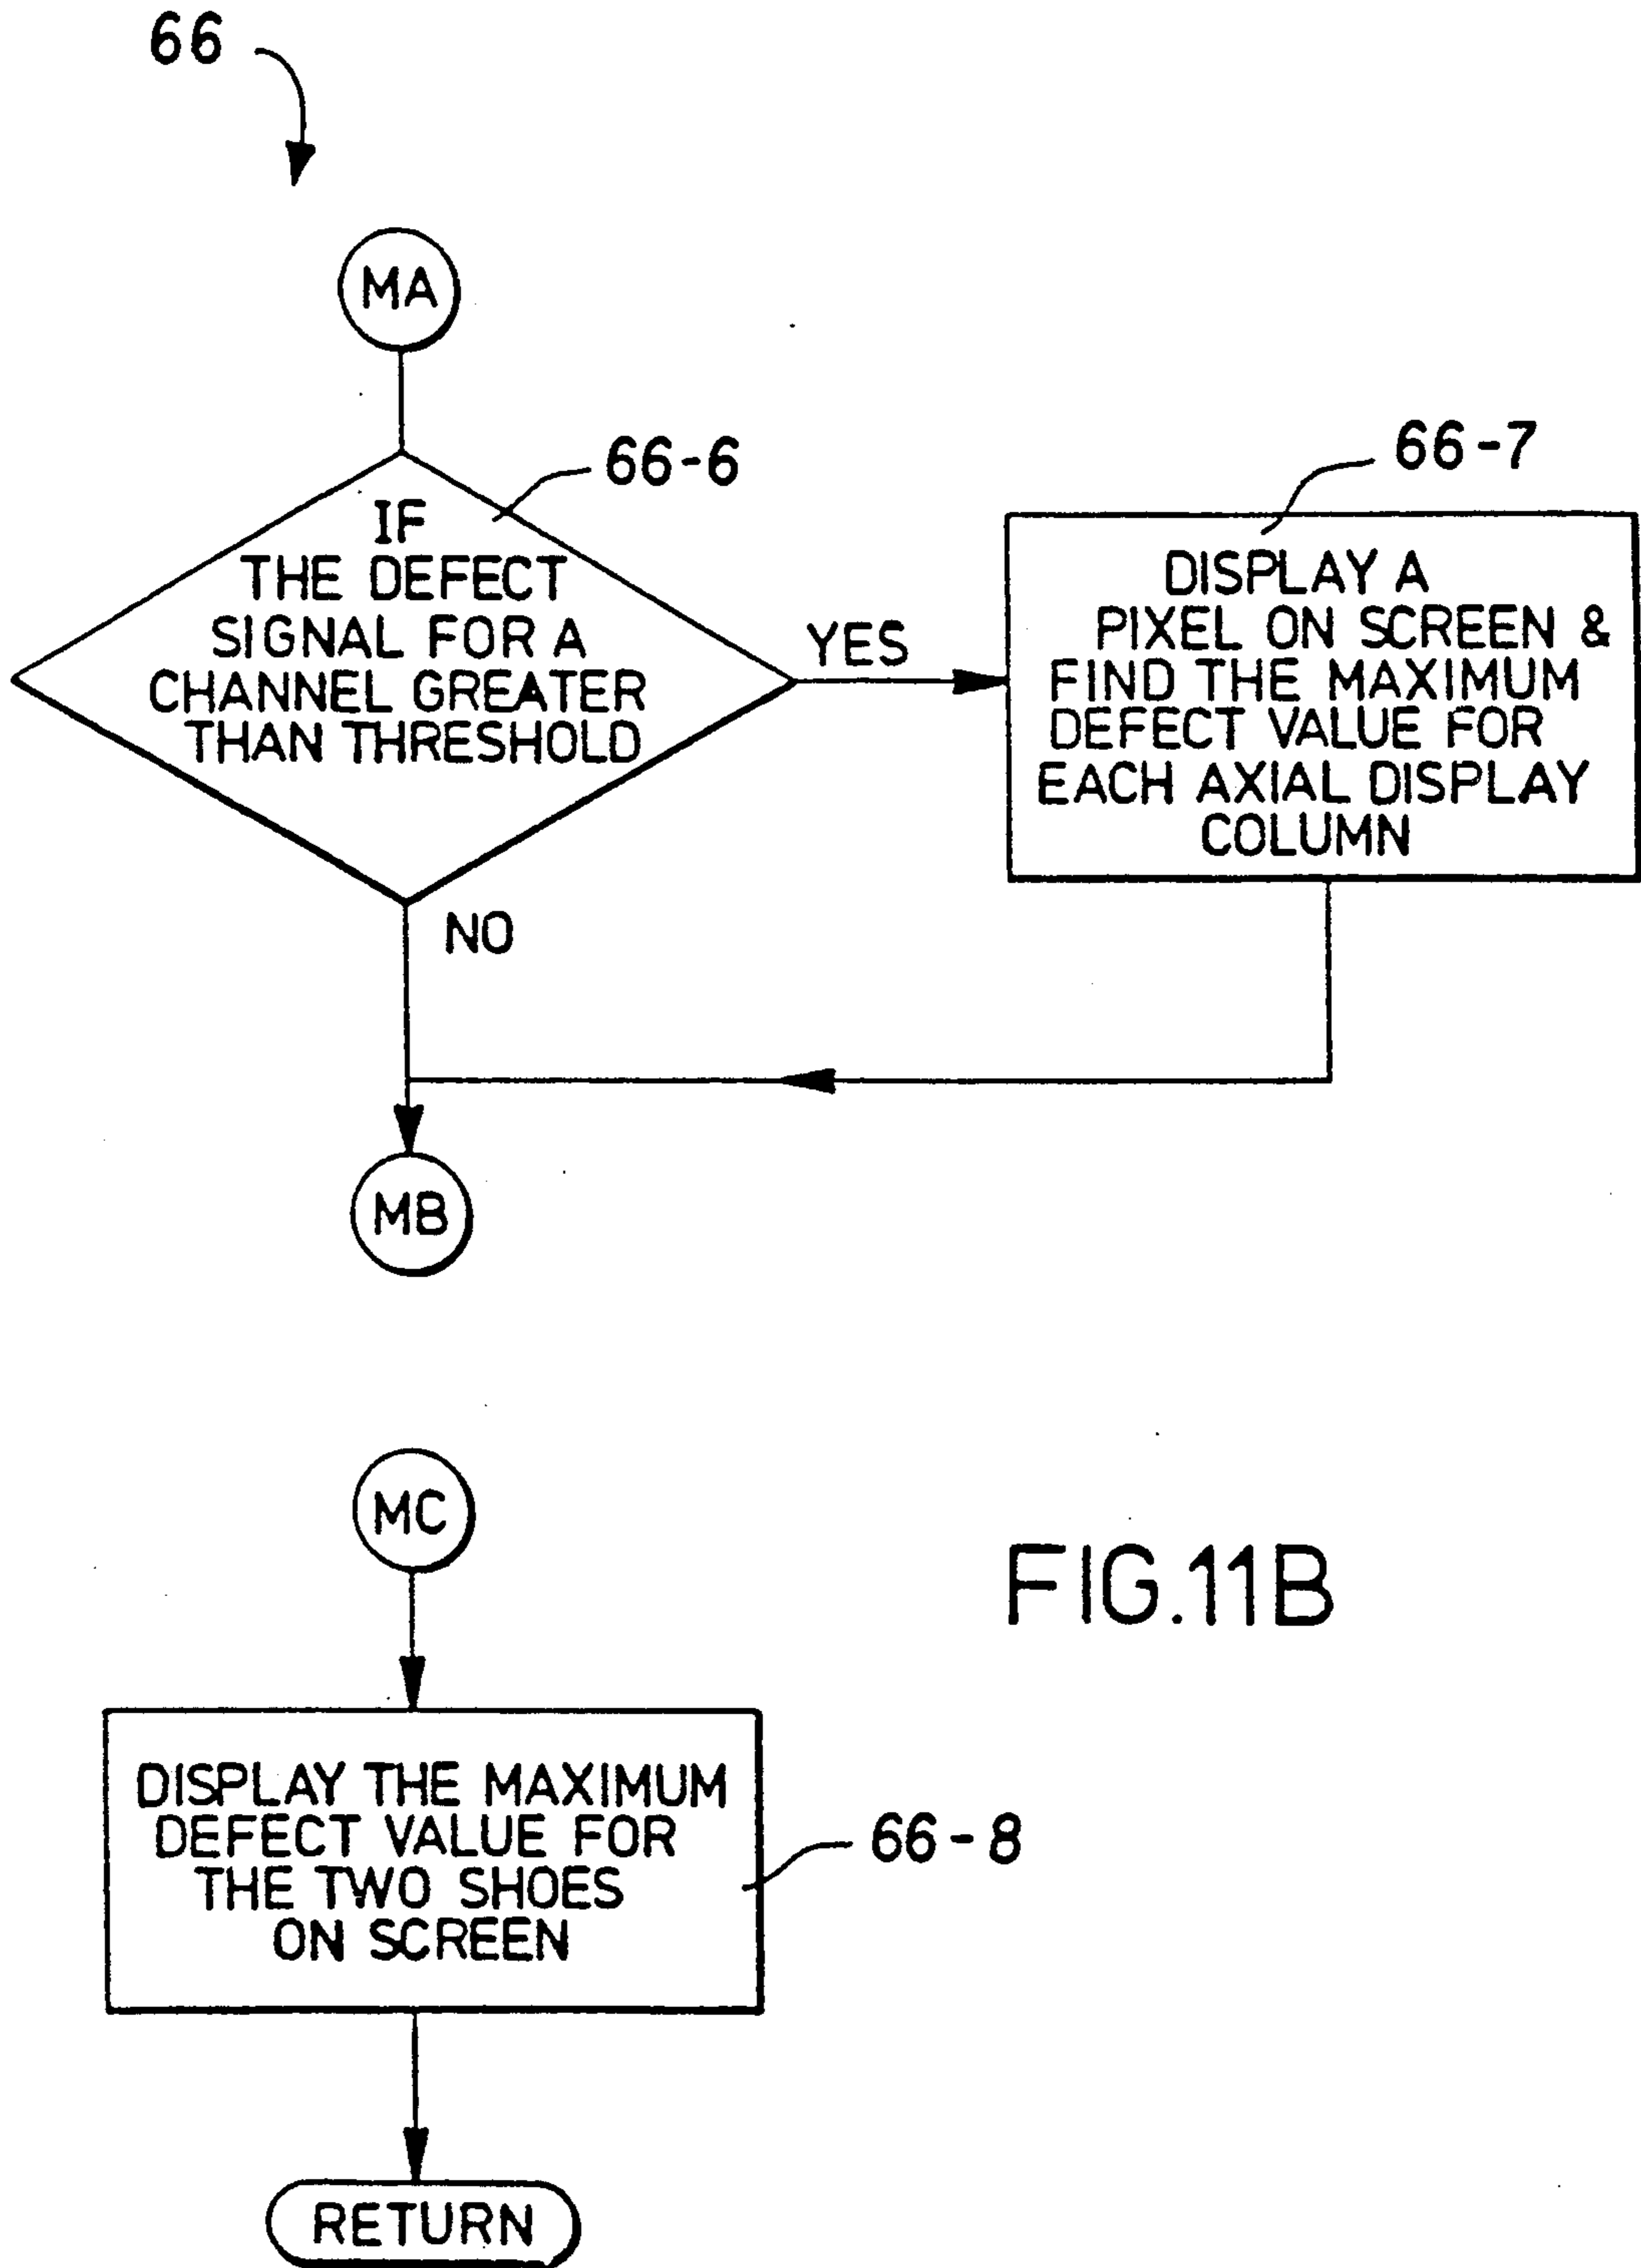 66
MA
66-6
IF
THE DEFECT
SIGNAL FOR A
CHANNEL GREATER
THAN THRESHOLD
YES
NO
66-7
DISPLAY A
PIXEL ON SCREEN &
FIND THE MAXIMUM
DEFECT VALUE FOR
EACH AXIAL DISPLAY
COLUMN
MB
MC
FIG.11B
DISPLAY THE MAXIMUM
DEFECT VALUE FOR
THE TWO SHOES
ON SCREEN
66-8
RETURN